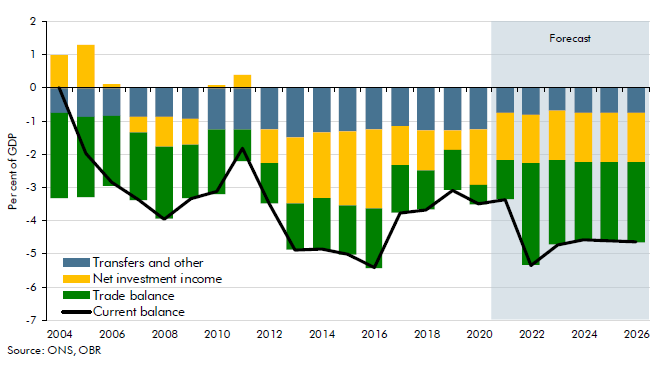 2
1
0
-1
-2
-3
-4
-5
-6
-7
Per cent of GDP
Forecast
Transfers and other
Net investment income
Trade balance
Current balance
2004 2006 2008 2010 2012 2014 2016 2018 2020 2022 2024 2026
Source: ONS, OBR